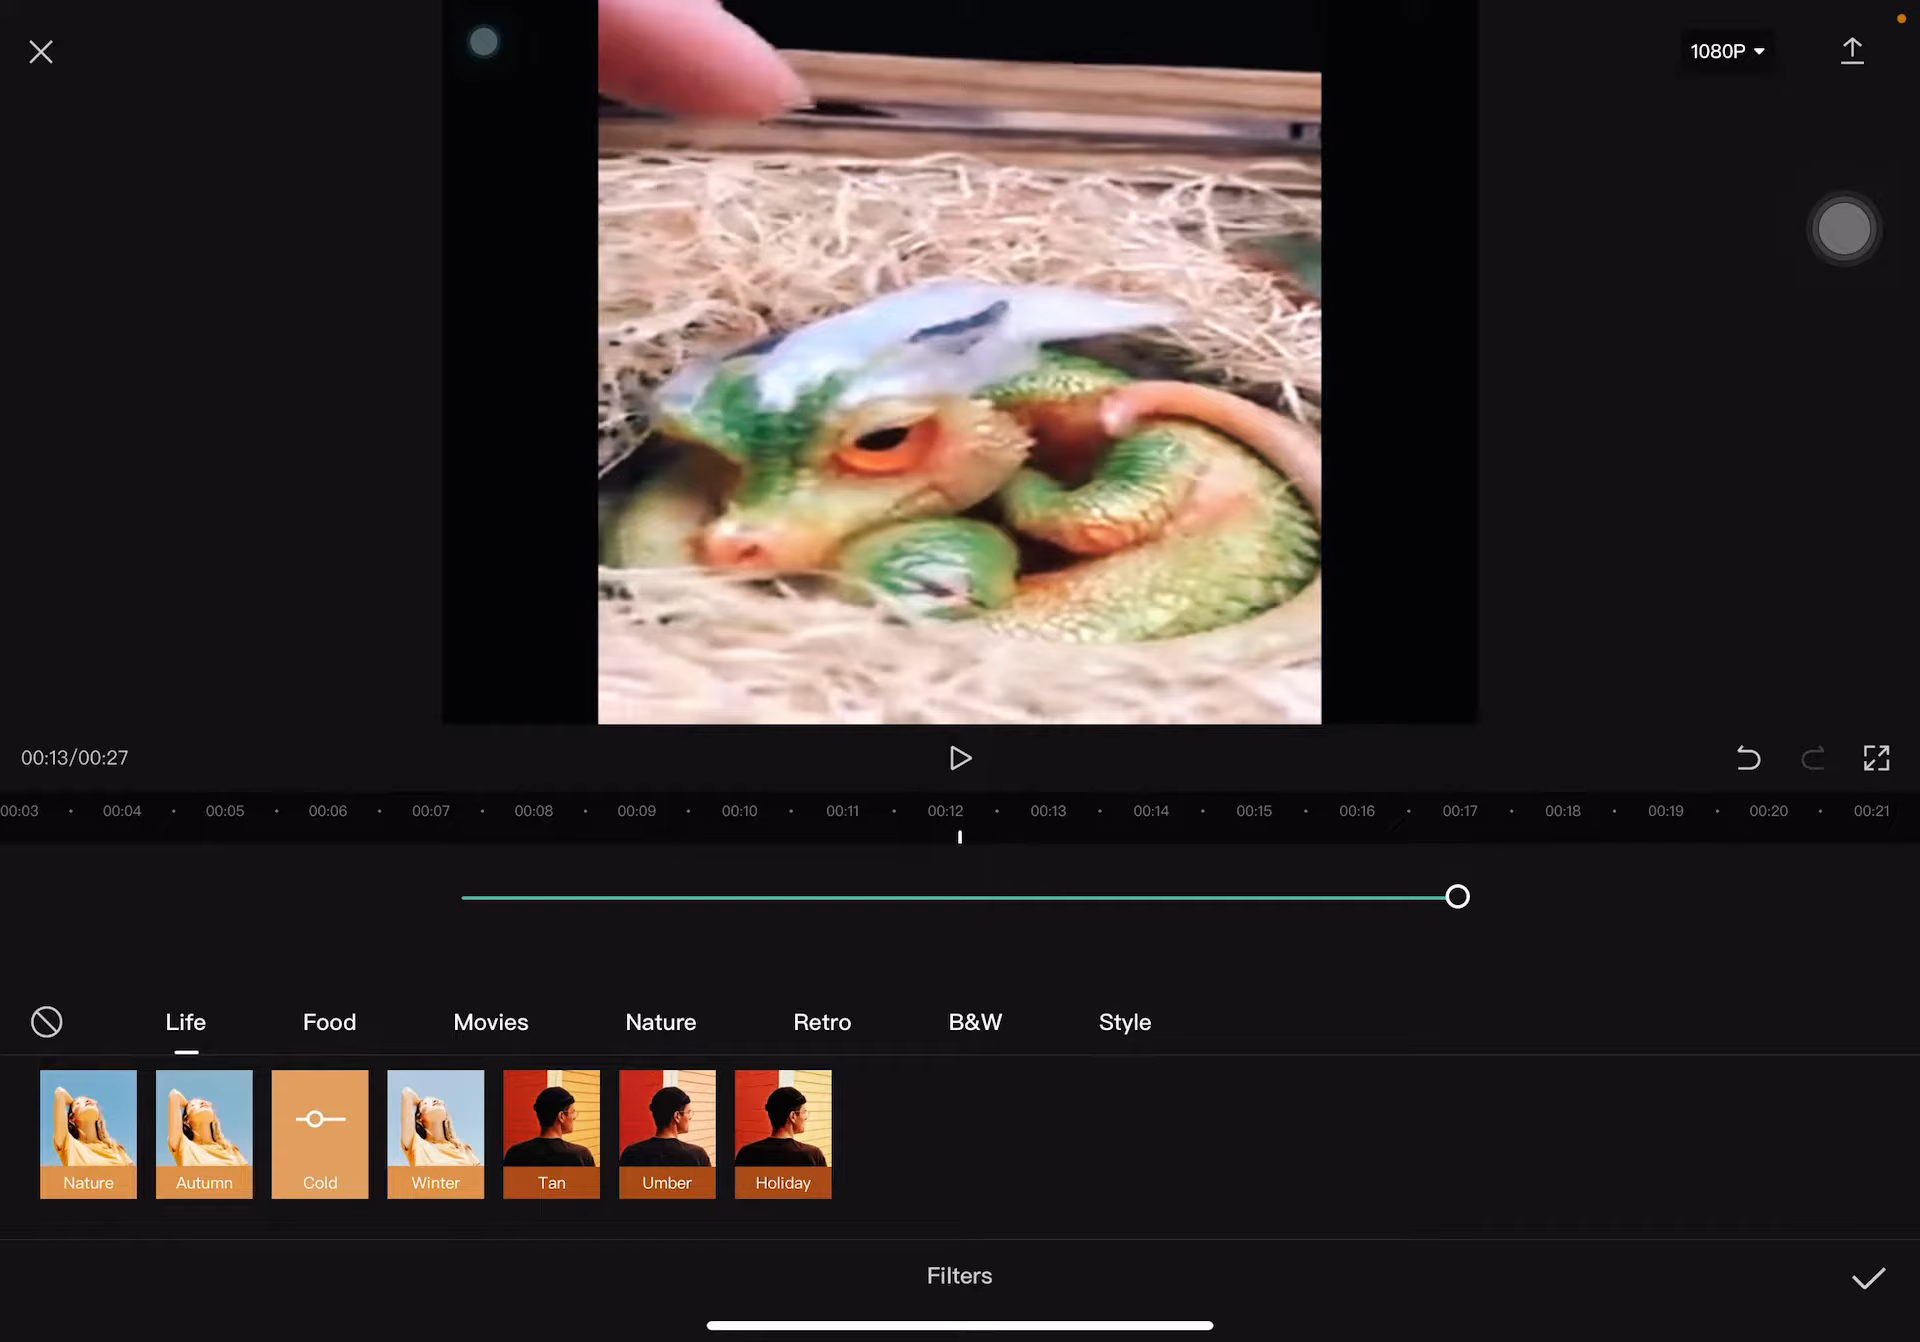 1080P
00:13/00:27
00:03 00:04 00:05 00:06 00:07 00:08 00:09 00:10 00:11 00:12 00:13 00:14 00:15 00:16 00:17 00:18 00:19 00:20 00:21
Life Food Movies Nature Retro B&W Style
Nature Autumn Cold Winter Tan Umber Holiday
Filters